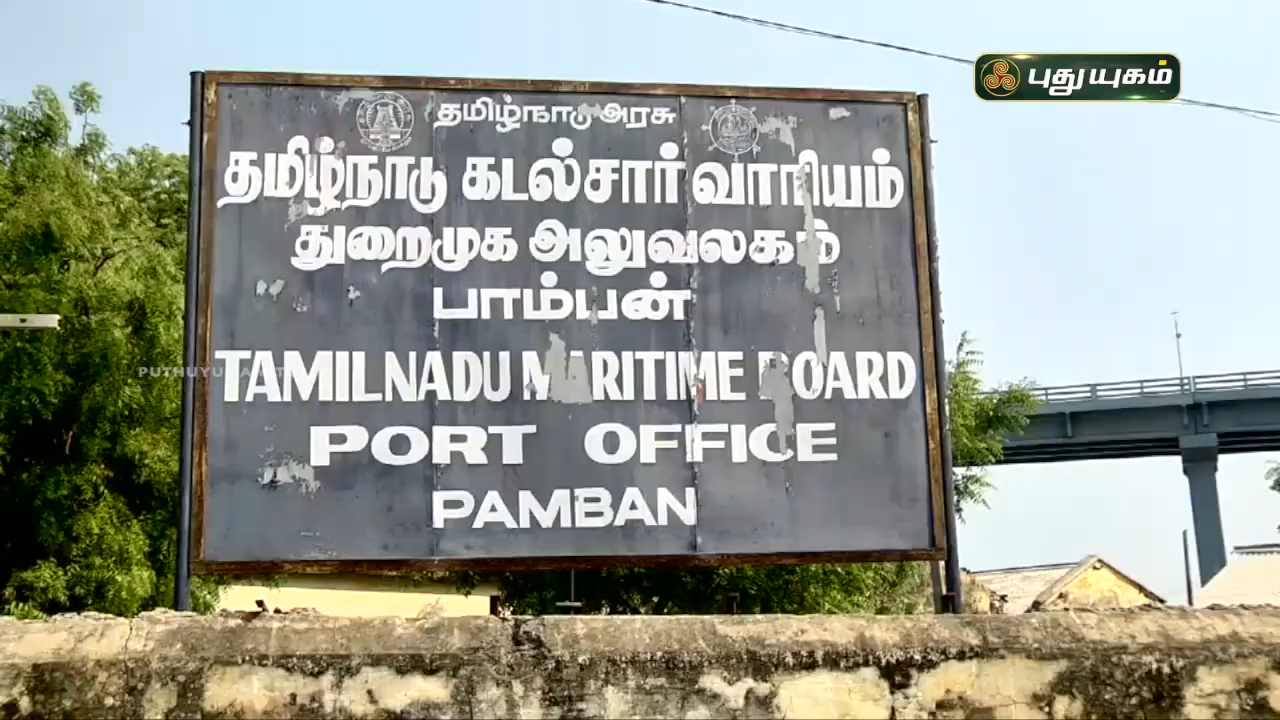 புதுயுகம்
தமிழ்நாடு அரசு
தமிழ்நாடு கடல்சார் வாரியம்
துறைமுக அலுவலகம்
பாம்பன்
TAMILNADU MARITIME BOARD
PORT OFFICE
PAMBAN